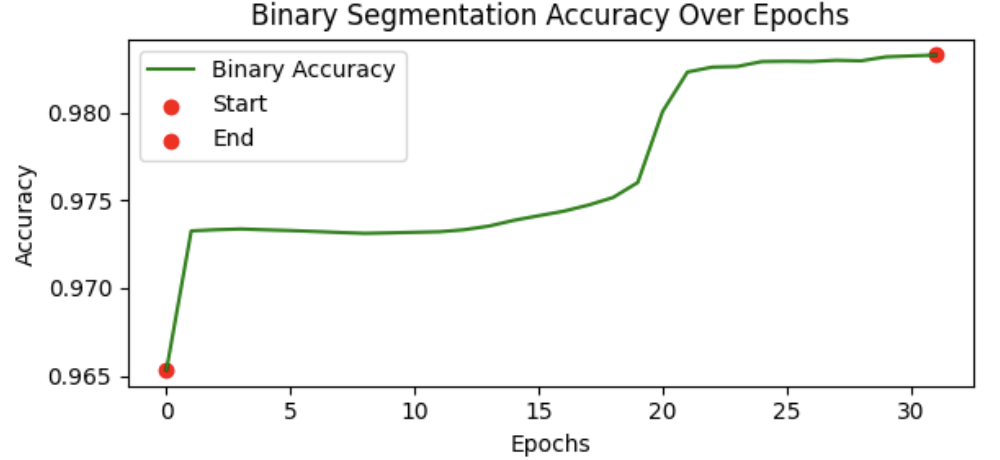 Binary Segmentation Accuracy Over Epochs
Binary Accuracy
Start
End
Accuracy
0.980
0.975
0.970
0.965
0 5 10 15 20 25 30
Epochs